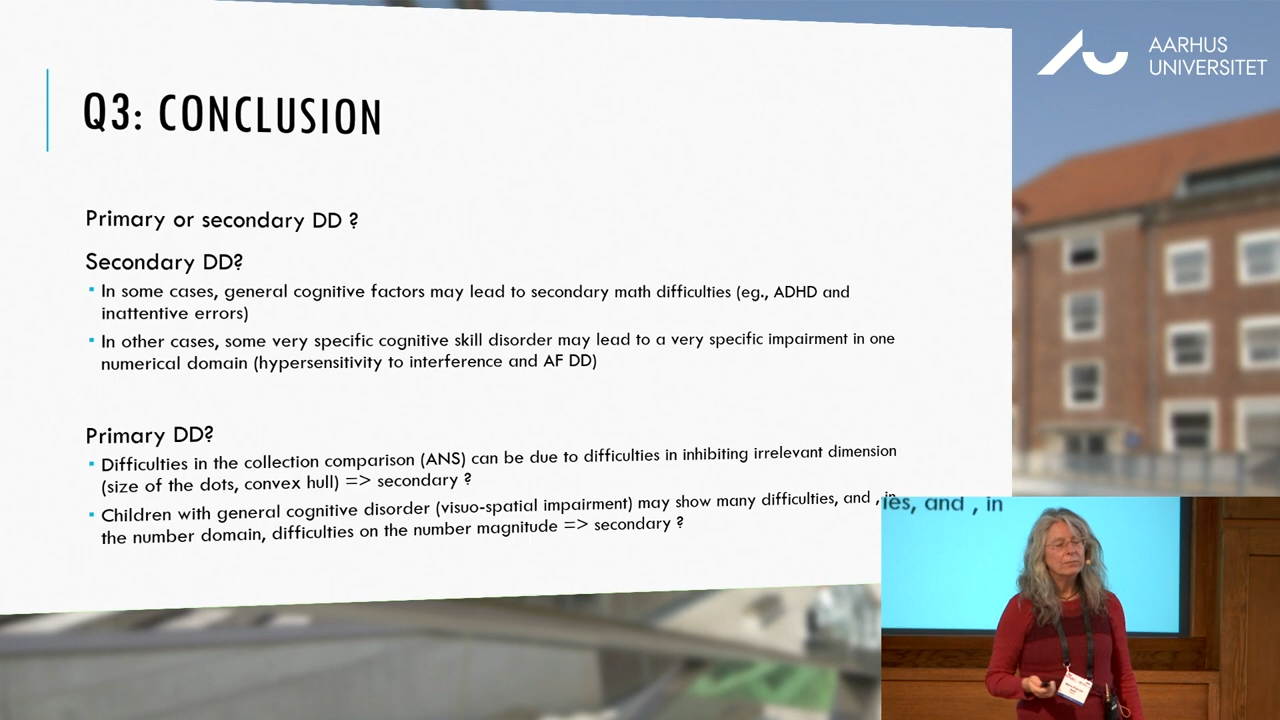 Q3: CONCLUSION
AARHUS
UNIVERSITET
Primary or secondary DD ?
Secondary DD?
In some cases, general cognitive factors may lead to secondary math difficulties (eg., ADHD and
inattentive errors)
In other cases, some very specific cognitive skill disorder may lead to a very specific impairment in one
numerical domain (hypersensitivity to interference and AF DD)
Primary DD?
Difficulties in the collection comparison (ANS) can be due to difficulties in inhibiting irrelevant dimension
(size of the dots, convex hull) => secondary ?
Children with general cognitive disorder (visuo-spatial impairment) may show many difficulties, and , in
the number domain, difficulties on the number magnitude => secondary ?
ies, and , in